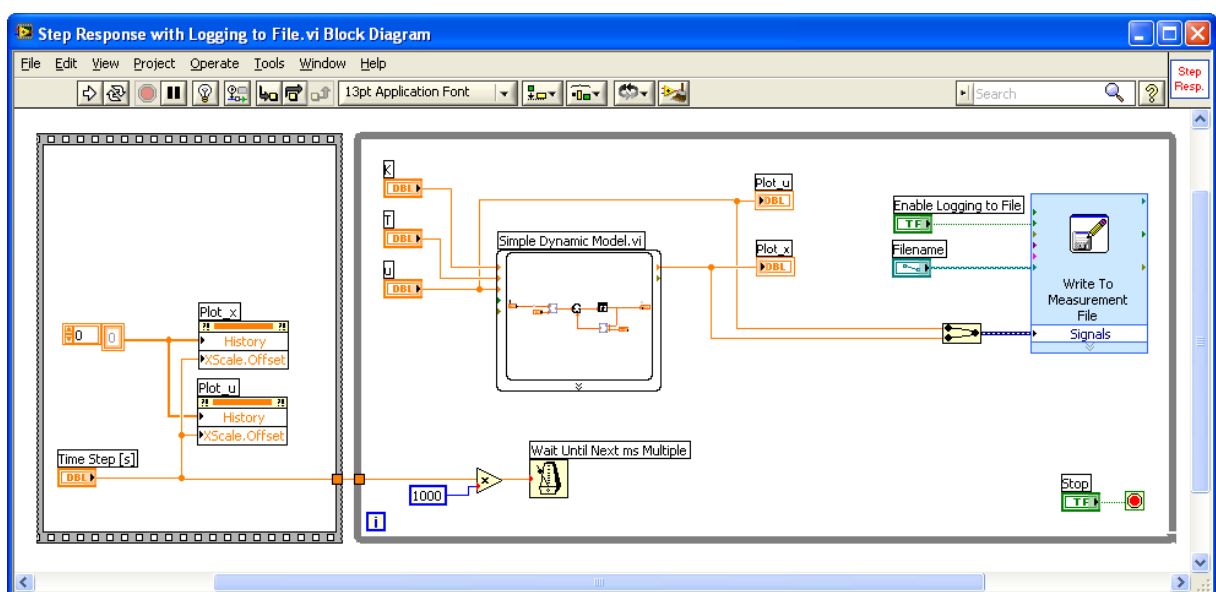 Step Response with Logging to File.vi Block Diagram
File Edit View Project Operate Tools Window Help
Step
Resp.
13pt Application Font
Search
?
K
DBL
T
DBL
u
DBL
Simple Dynamic Model.vi
Plot_u
DBL
Plot_x
DBL
Enable Logging to File
TF
Filename
Write To
Measurement
File
Signals
Plot_x
?! ?!
History
XScale.Offset
0 0
Plot_u
?! ?!
History
XScale.Offset
Time Step [s]
DBL
1000
x
Wait Until Next ms Multiple
Stop
TF
i